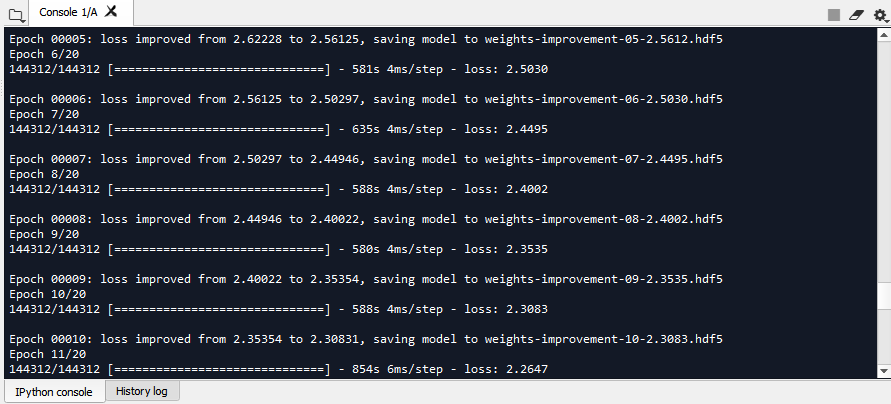 Console 1/A
Epoch 00005: loss improved from 2.62228 to 2.56125, saving model to weights-improvement-05-2.5612.hdf5
Epoch 6/20
144312/144312 [==============================] - 581s 4ms/step - loss: 2.5030
Epoch 00006: loss improved from 2.56125 to 2.50297, saving model to weights-improvement-06-2.5030.hdf5
Epoch 7/20
144312/144312 [==============================] - 635s 4ms/step - loss: 2.4495
Epoch 00007: loss improved from 2.50297 to 2.44946, saving model to weights-improvement-07-2.4495.hdf5
Epoch 8/20
144312/144312 [==============================] - 588s 4ms/step - loss: 2.4002
Epoch 00008: loss improved from 2.44946 to 2.40022, saving model to weights-improvement-08-2.4002.hdf5
Epoch 9/20
144312/144312 [==============================] - 580s 4ms/step - loss: 2.3535
Epoch 00009: loss improved from 2.40022 to 2.35354, saving model to weights-improvement-09-2.3535.hdf5
Epoch 10/20
144312/144312 [==============================] - 588s 4ms/step - loss: 2.3083
Epoch 00010: loss improved from 2.35354 to 2.30831, saving model to weights-improvement-10-2.3083.hdf5
Epoch 11/20
144312/144312 [==============================] - 854s 6ms/step - loss: 2.2647
IPython console History log